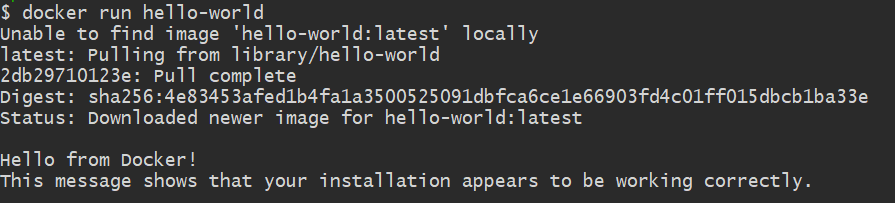 $ docker run hello-world
Unable to find image 'hello-world:latest' locally
latest: Pulling from library/hello-world
2db29710123e: Pull complete
Digest: sha256:4e83453afed1b4fa1a3500525091dbfca6ce1e66903fd4c01ff015dbcb1ba33e
Status: Downloaded newer image for hello-world:latest
Hello from Docker!
This message shows that your installation appears to be working correctly.